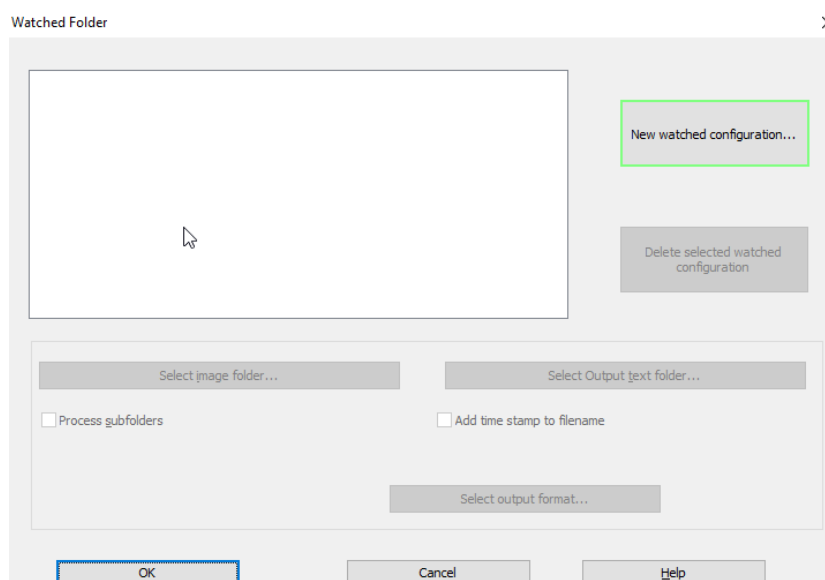 Watched Folder
New watched configuration...
Delete selected watched
configuration
Select image folder...
Select Output text folder...
Process subfolders
Add time stamp to filename
Select output format...
OK
Cancel
Help